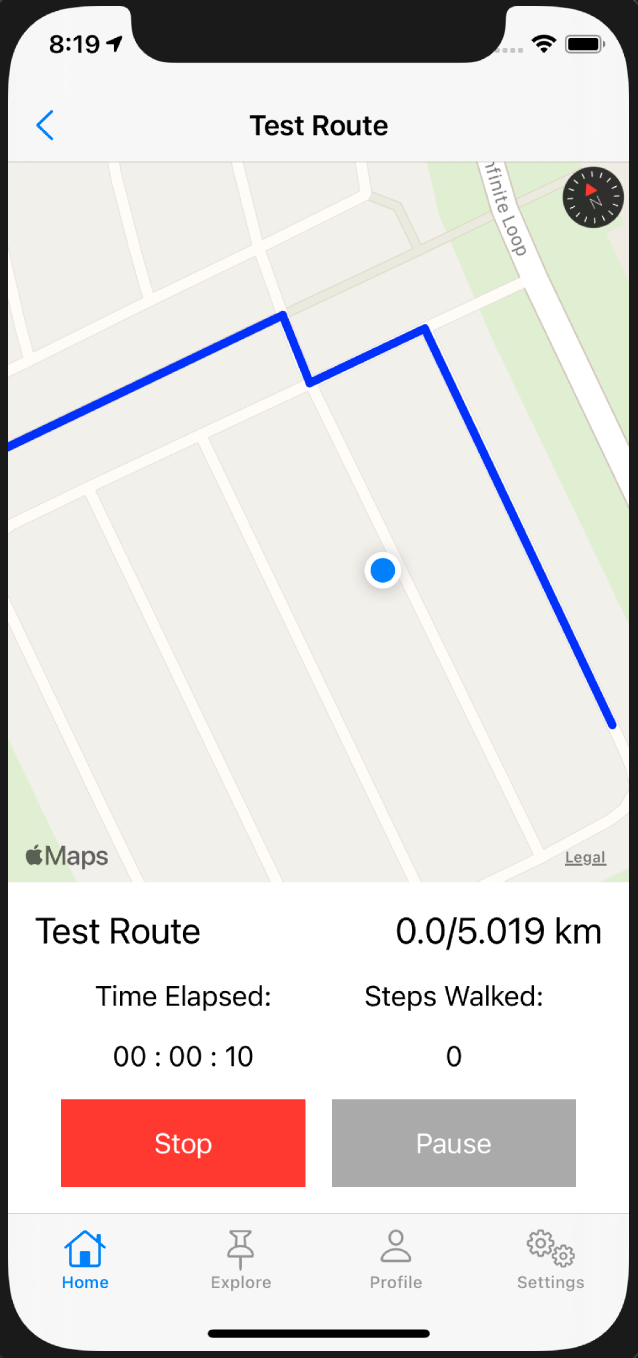 8:19
Test Route
nfinite Loop
N
Maps
Legal
Test Route 0.0/5.019 km
Time Elapsed: Steps Walked:
00 : 00 : 10 0
Stop Pause
Home Explore Profile Settings